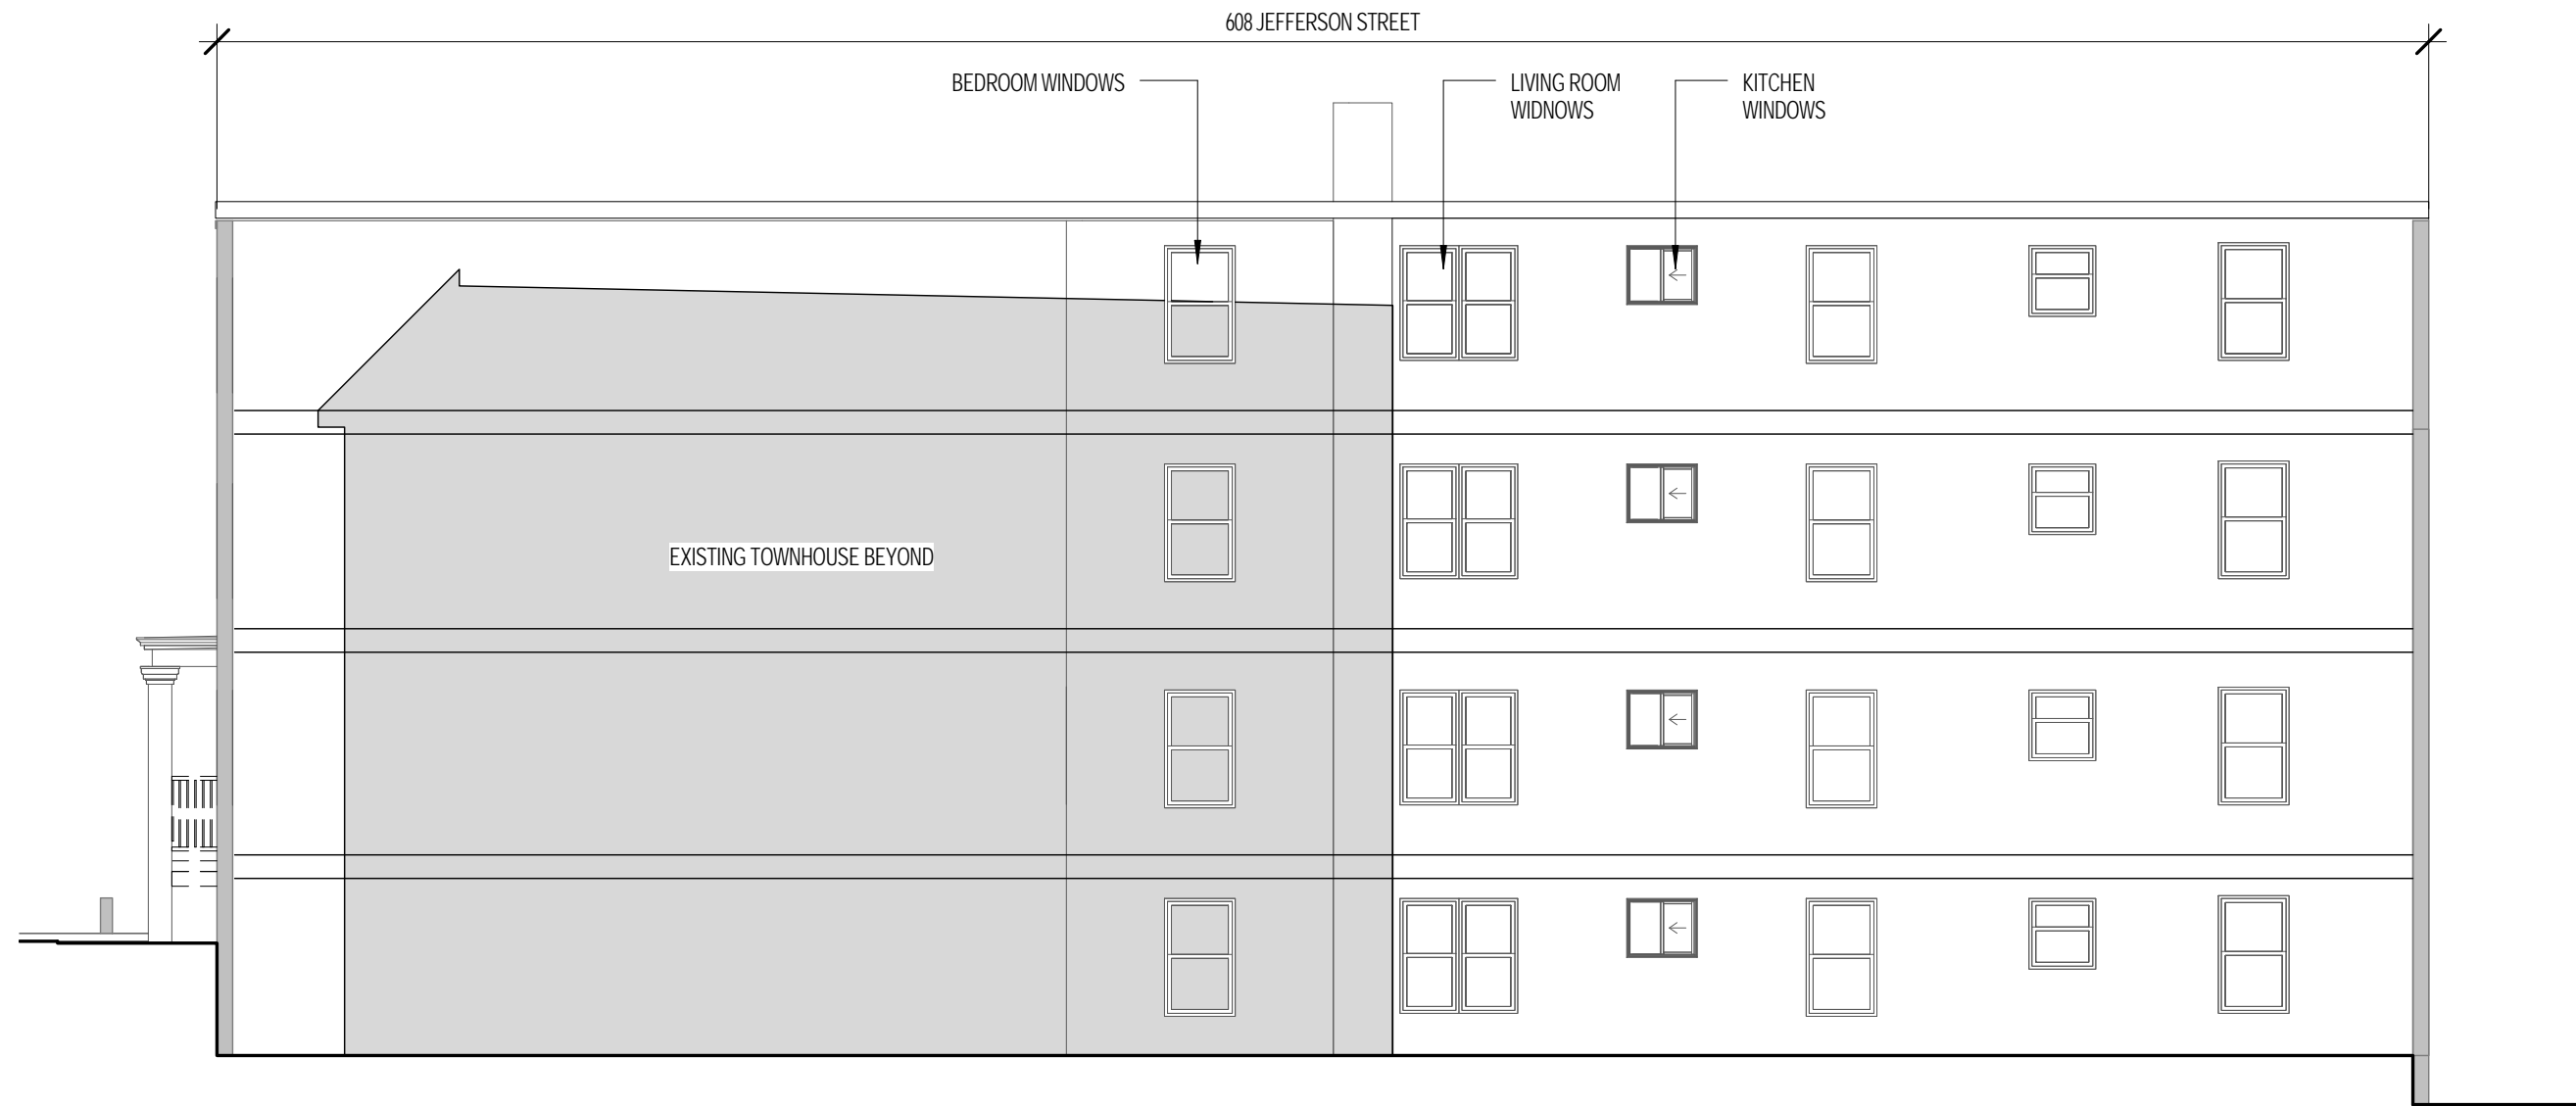 608 JEFFERSON STREET
BEDROOM WINDOWS
LIVING ROOM
WIDNOWS
KITCHEN
WINDOWS
EXISTING TOWNHOUSE BEYOND